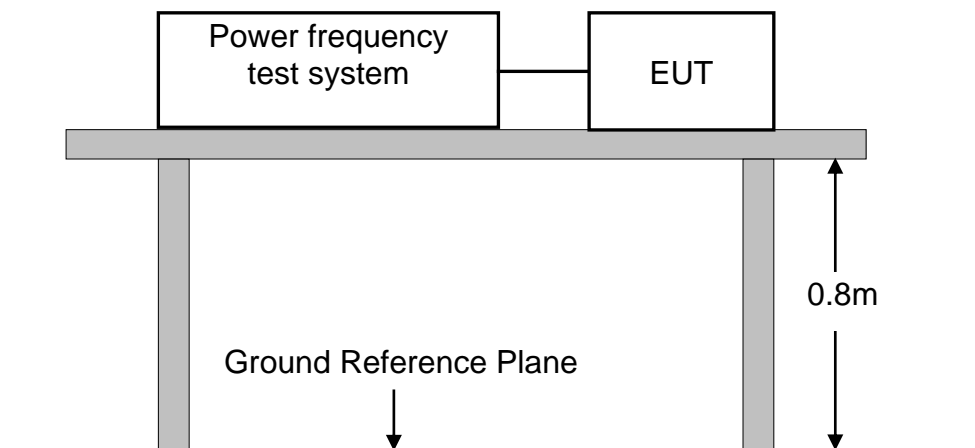 Power frequency
test system
EUT
0.8m
Ground Reference Plane